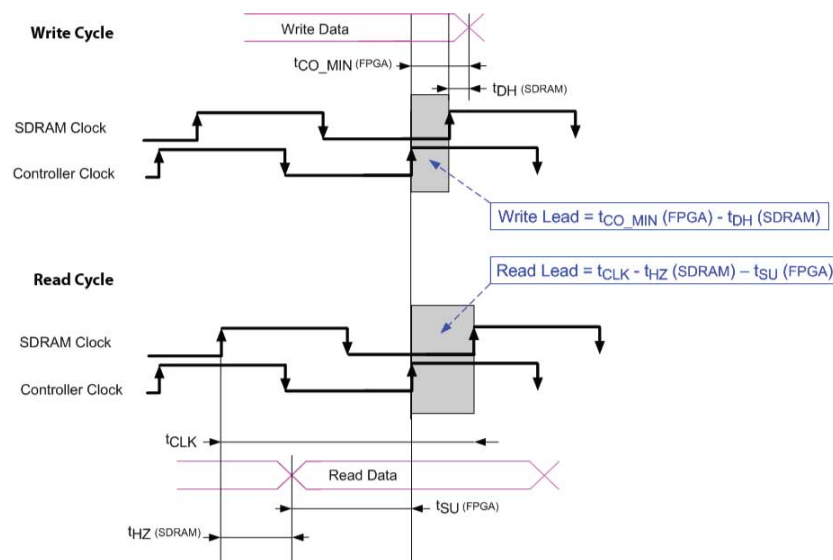 Write Cycle
Write Data
tCO_MIN (FPGA)
tDH (SDRAM)
SDRAM Clock
Controller Clock
Write Lead = tCO_MIN (FPGA) - tDH (SDRAM)
Read Cycle
Read Lead = tCLK - tHZ (SDRAM) – tSU (FPGA)
SDRAM Clock
Controller Clock
tCLK
Read Data
tSU (FPGA)
tHZ (SDRAM)